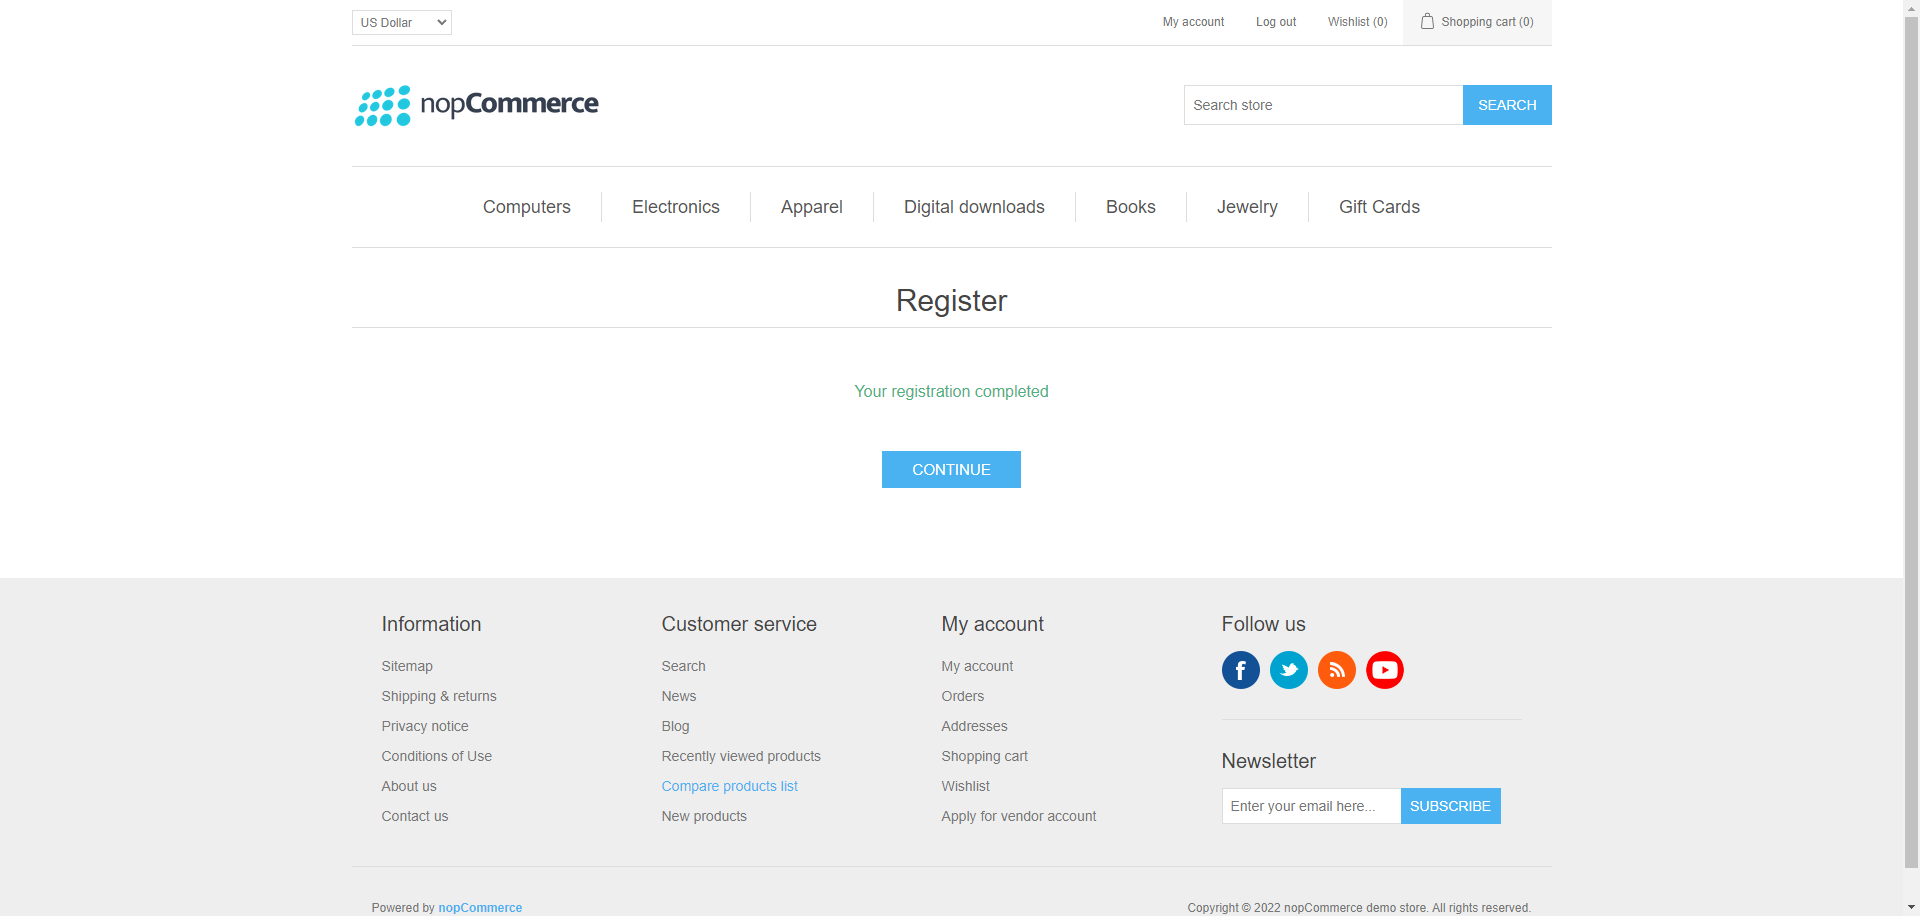 US Dollar
My account
Log out
Wishlist (0)
Shopping cart (0)
nopCommerce
Search store
SEARCH
Computers
Electronics
Apparel
Digital downloads
Books
Jewelry
Gift Cards
Register
Your registration completed
CONTINUE
Information
Sitemap
Shipping & returns
Privacy notice
Conditions of Use
About us
Contact us
Customer service
Search
News
Blog
Recently viewed products
Compare products list
New products
My account
My account
Orders
Addresses
Shopping cart
Wishlist
Apply for vendor account
Follow us
Newsletter
Enter your email here...
SUBSCRIBE
Powered by nopCommerce
Copyright © 2022 nopCommerce demo store. All rights reserved.